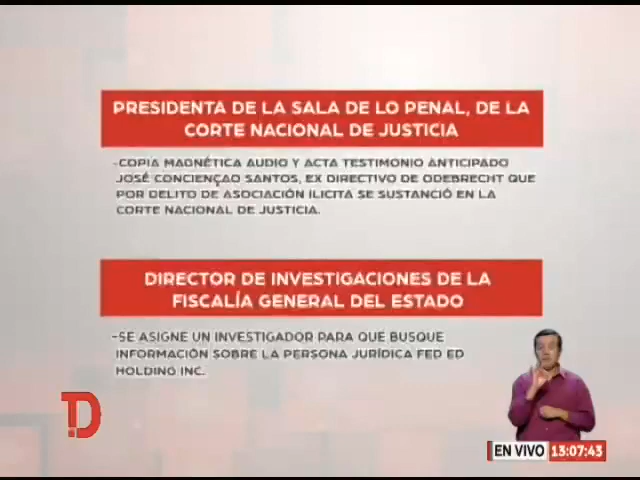 PRESIDENTA DE LA SALA DE LO PENAL, DE LA
CORTE NACIONAL DE JUSTICIA
-COPIA MAGNÉTICA AUDIO Y ACTA TESTIMONIO ANTICIPADO
JOSÉ CONCIENÇAO SANTOS, EX DIRECTIVO DE ODEBRECHT QUE
POR DELITO DE ASOCIACIÓN ILICITA SE SUSTANCIÓ EN LA
CORTE NACIONAL DE JUSTICIA.
DIRECTOR DE INVESTIGACIONES DE LA
FISCALÍA GENERAL DEL ESTADO
-SE ASIGNE UN INVESTIGADOR PARA QUE BUSQUE
INFORMACIÓN SOBRE LA PERSONA JURÍDICA FED ED
HOLDING INC.
D
EN VIVO 13:07:43